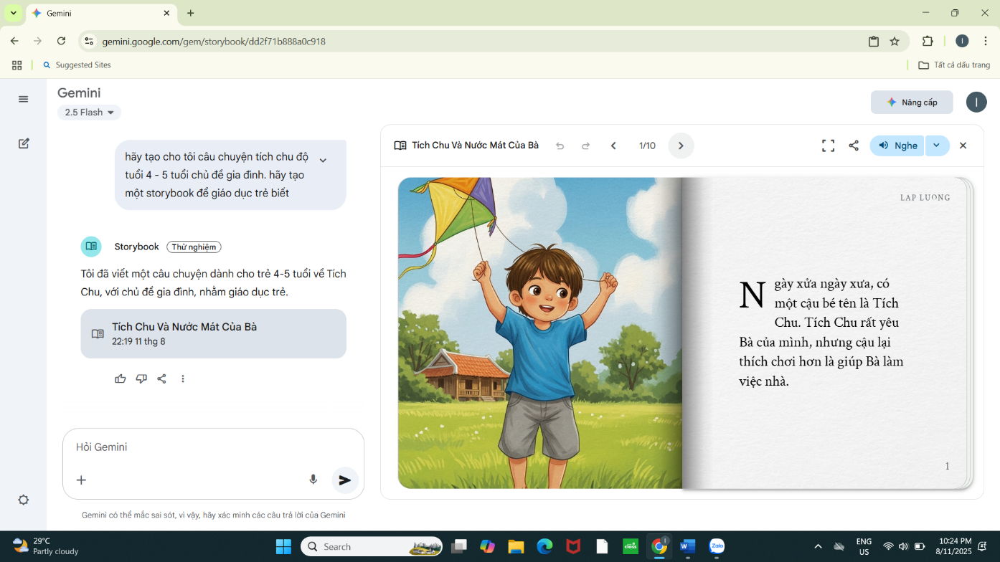 Gemini
gemini.google.com/gem/storybook/dd2f71b888a0c918
Suggested Sites
Tất cả dấu trang
Gemini
2.5 Flash
Nâng cấp
I
hãy tạo cho tôi câu chuyện tích chu độ
tuổi 4 - 5 tuổi chủ đề gia đình. hãy tạo
một storybook để giáo dục trẻ biết
Storybook
Thử nghiệm
Tôi đã viết một câu chuyện dành cho trẻ 4-5 tuổi về Tích
Chu, với chủ đề gia đình, nhằm giáo dục trẻ.
Tích Chu Và Nước Mát Của Bà
22:19 11 thg 8
Hỏi Gemini
Gemini có thể mắc sai sót, vì vậy, hãy xác minh các câu trả lời của Gemini
Tích Chu Và Nước Mát Của Bà
1/10
Nghe
LAP LUONG
Ngày xửa ngày xưa, có
một cậu bé tên là Tích
Chu. Tích Chu rất yêu
Bà của mình, nhưng cậu lại
thích chơi hơn là giúp Bà làm
việc nhà.
1
29°C
Partly cloudy
Search
class
W
Zalo
ENG
US
10:24 PM
8/11/2025